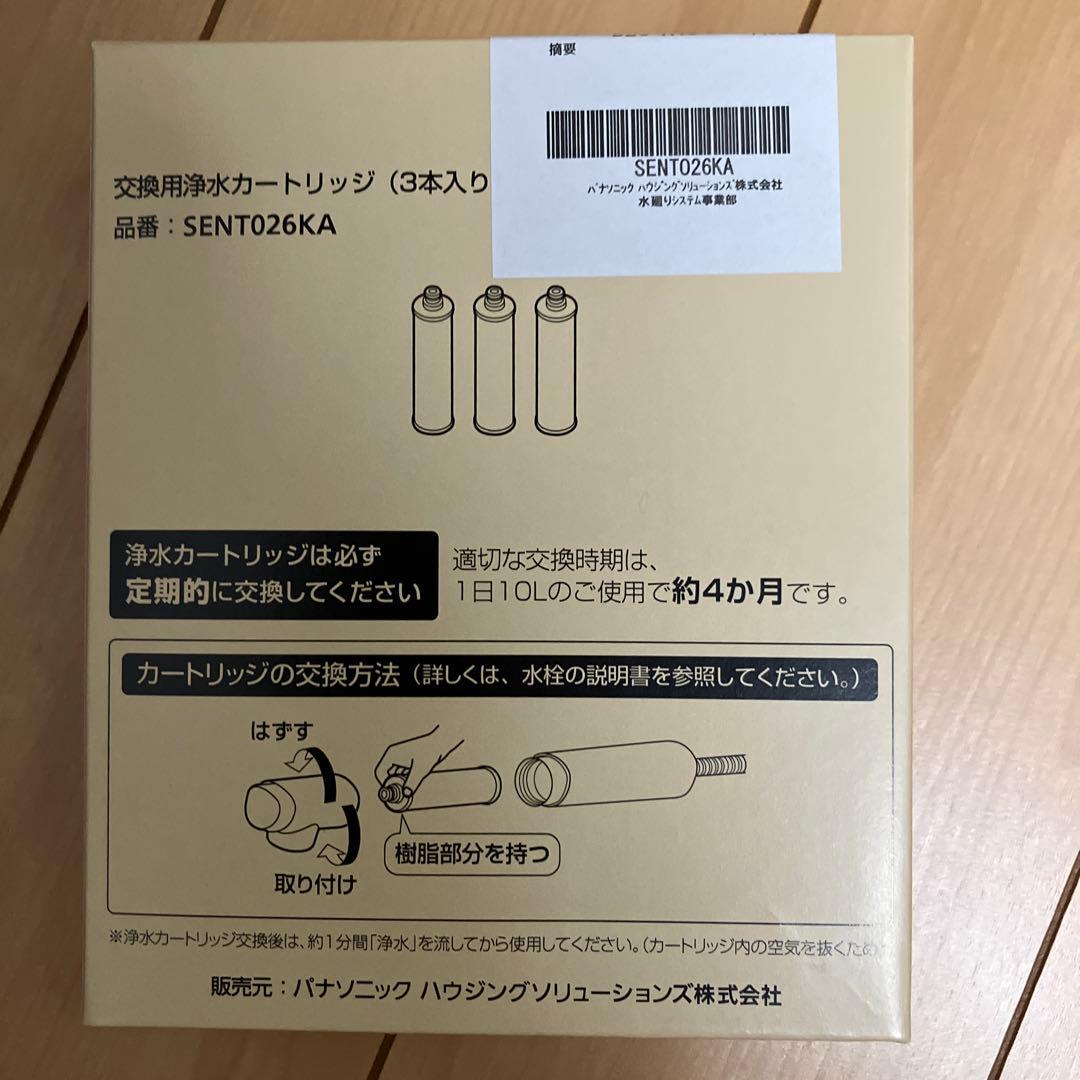 摘要
SENT026KA
パナソニック ハウジングソリューションズ株式会社
水廻りシステム事業部
交換用浄水カートリッジ（3本入り
品番：SENT026KA
浄水カートリッジは必ず
定期的に交換してください
適切な交換時期は、
1日10Lのご使用で約4か月です。
カートリッジの交換方法（詳しくは、水栓の説明書を参照してください。）
はずす
樹脂部分を持つ
取り付け
※浄水カートリッジ交換後は、約1分間「浄水」を流してから使用してください。（カートリッジ内の空気を抜くため
販売元：パナソニック ハウジングソリューションズ株式会社